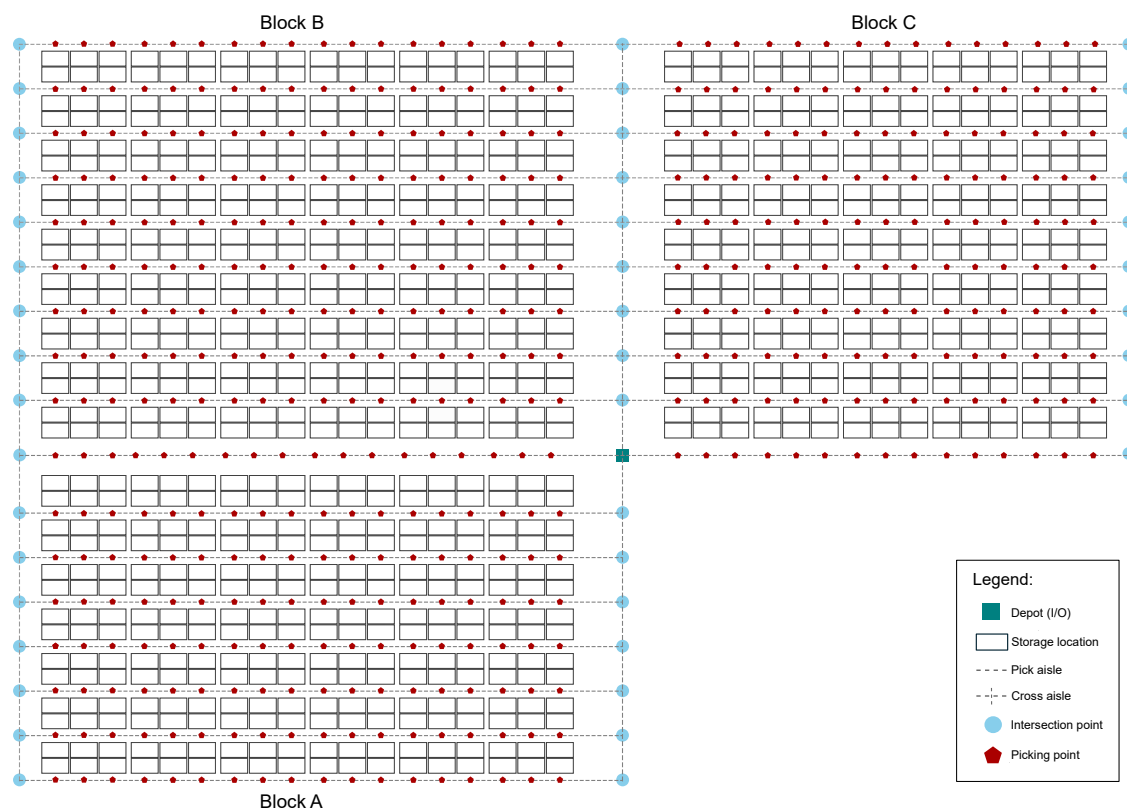 Block B
Block C
Legend:
Depot (I/O)
Storage location
Pick aisle
Cross aisle
Intersection point
Picking point
Block A